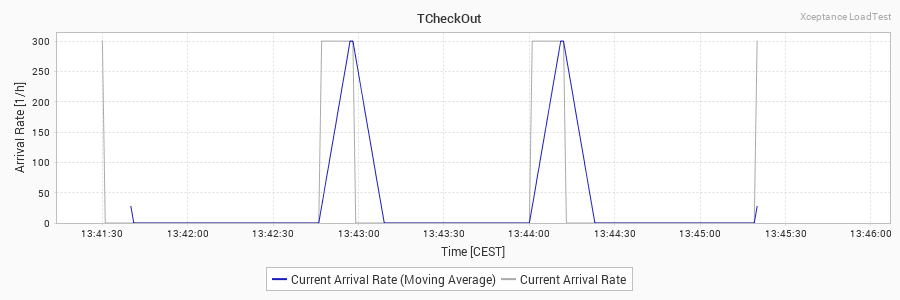 TCheckOut
Xceptance LoadTest
Arrival Rate [1/h]
300
250
200
150
100
50
0
13:41:30 13:42:00 13:42:30 13:43:00 13:43:30 13:44:00 13:44:30 13:45:00 13:45:30 13:46:00
Time [CEST]
Current Arrival Rate (Moving Average) Current Arrival Rate